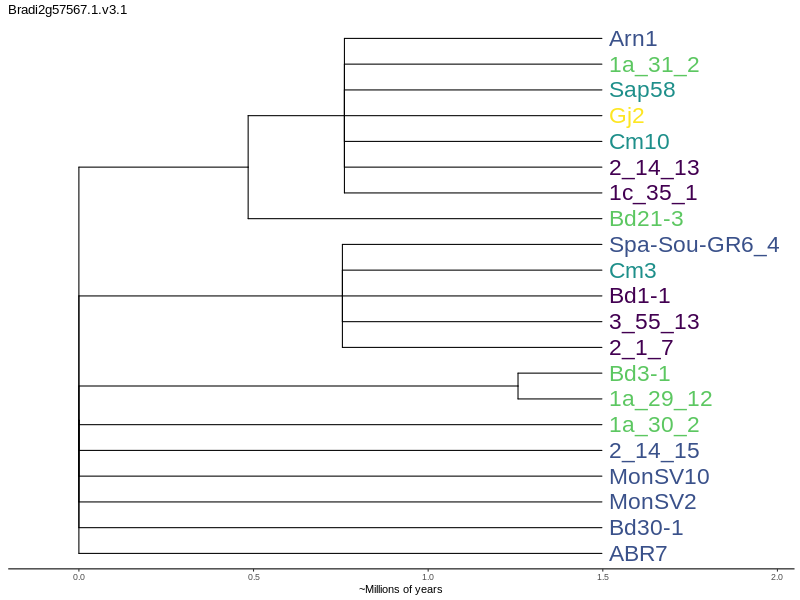 Bradi2g57567.1.v3.1
Arn1
1a_31_2
Sap58
Gj2
Cm10
2_14_13
1c_35_1
Bd21-3
Spa-Sou-GR6_4
Cm3
Bd1-1
3_55_13
2_1_7
Bd3-1
1a_29_12
1a_30_2
2_14_15
MonSV10
MonSV2
Bd30-1
ABR7
0.0 0.5 1.0 1.5 2.0
~Millions of years